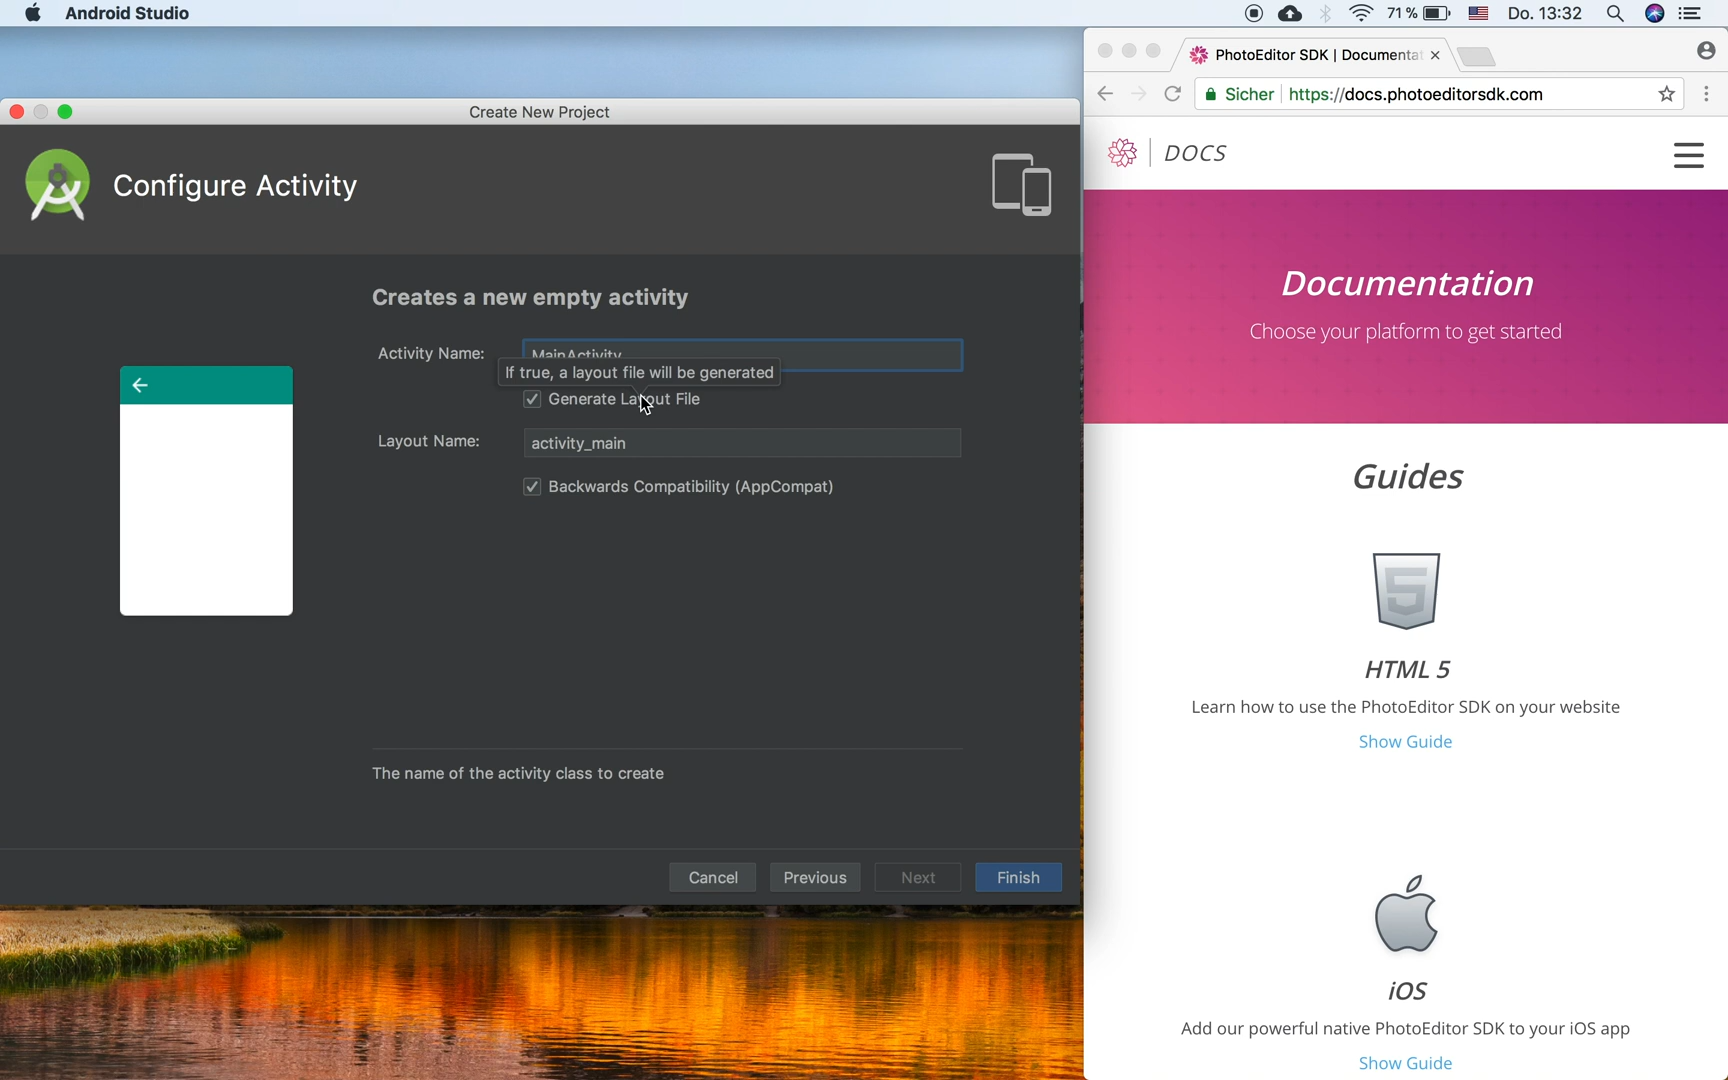 Android Studio
71 %
Do. 13:32
Create New Project
Configure Activity
Creates a new empty activity
Activity Name:
MainActivity
If true, a layout file will be generated
Generate Layout File
Layout Name:
activity_main
Backwards Compatibility (AppCompat)
The name of the activity class to create
Cancel
Previous
Next
Finish
PhotoEditor SDK | Documentat
Sicher
https://docs.photoeditorsdk.com
DOCS
Documentation
Choose your platform to get started
Guides
HTML 5
Learn how to use the PhotoEditor SDK on your website
Show Guide
iOS
Add our powerful native PhotoEditor SDK to your iOS app
Show Guide